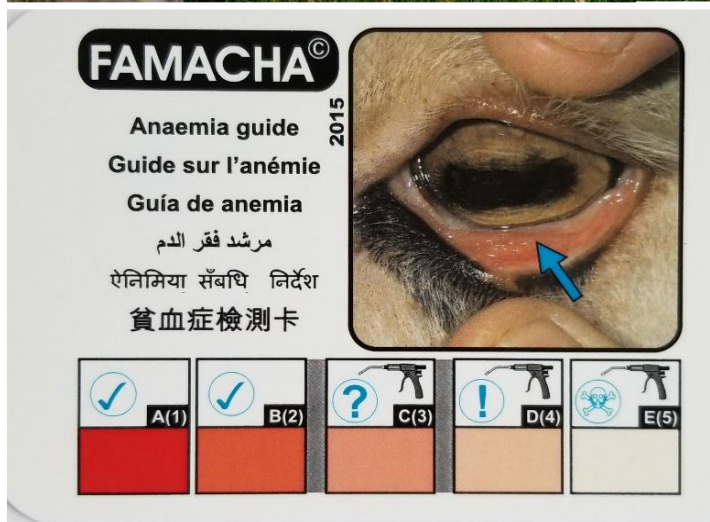 FAMACHA©
2015
Anaemia guide
Guide sur l'anémie
Guía de anemia
مرشد فقر الدم
ऐनिमिया सँबधि निर्देश
貧血症檢測卡
A(1)
B(2)
?
C(3)
!
D(4)
E(5)